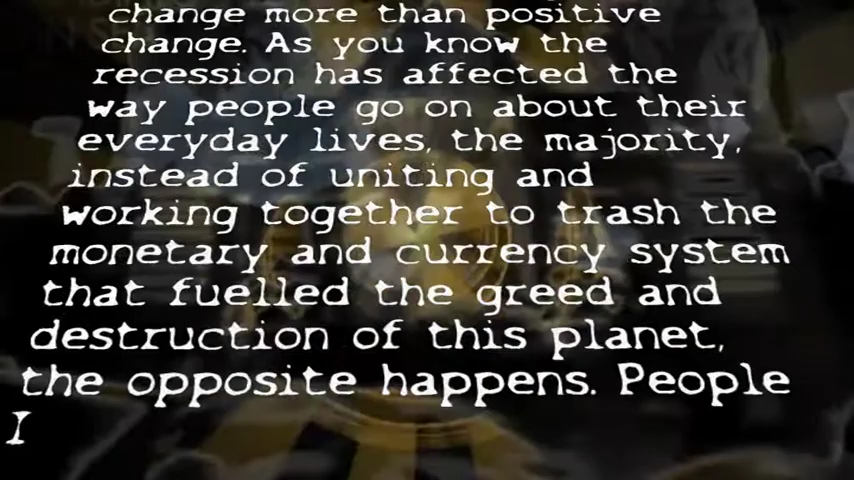 change more than positive
change. As you know the
recession has affected the
way people go on about their
everyday lives, the majority,
instead of uniting and
working together to trash the
monetary and currency system
that fuelled the greed and
destruction of this planet,
the opposite happens. People
I